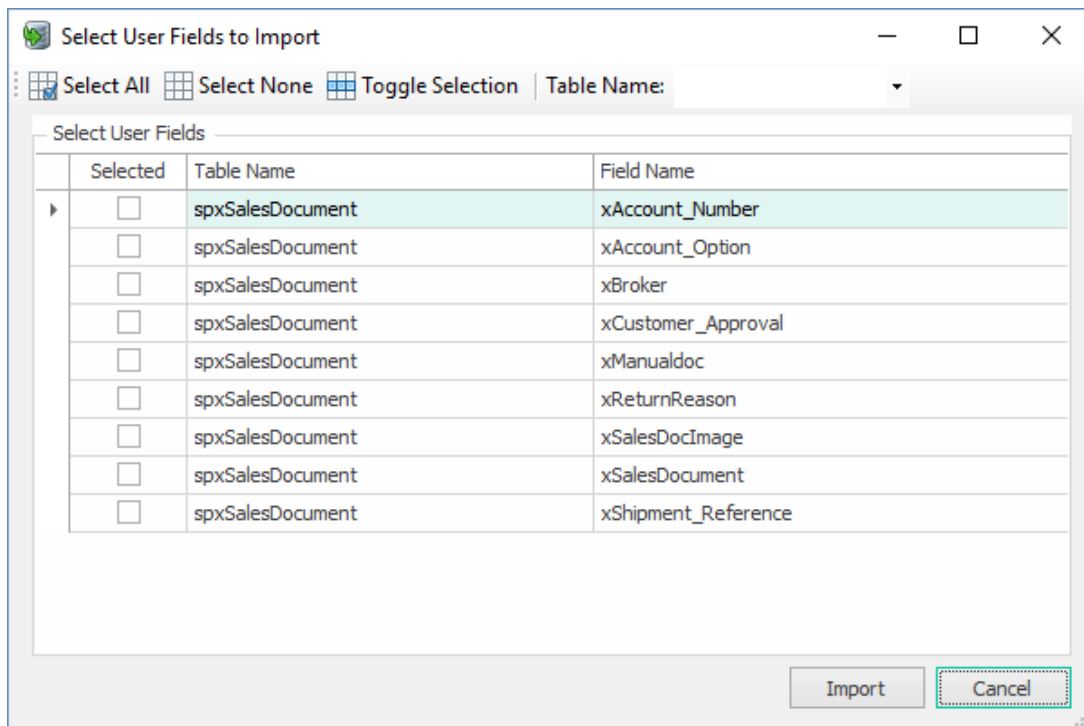 Select User Fields to Import
Select All Select None Toggle Selection Table Name:
Select User Fields
Selected Table Name Field Name
spxSalesDocument xAccount_Number
spxSalesDocument xAccount_Option
spxSalesDocument xBroker
spxSalesDocument xCustomer_Approval
spxSalesDocument xManualdoc
spxSalesDocument xReturnReason
spxSalesDocument xSalesDocImage
spxSalesDocument xSalesDocument
spxSalesDocument xShipment_Reference
Import Cancel